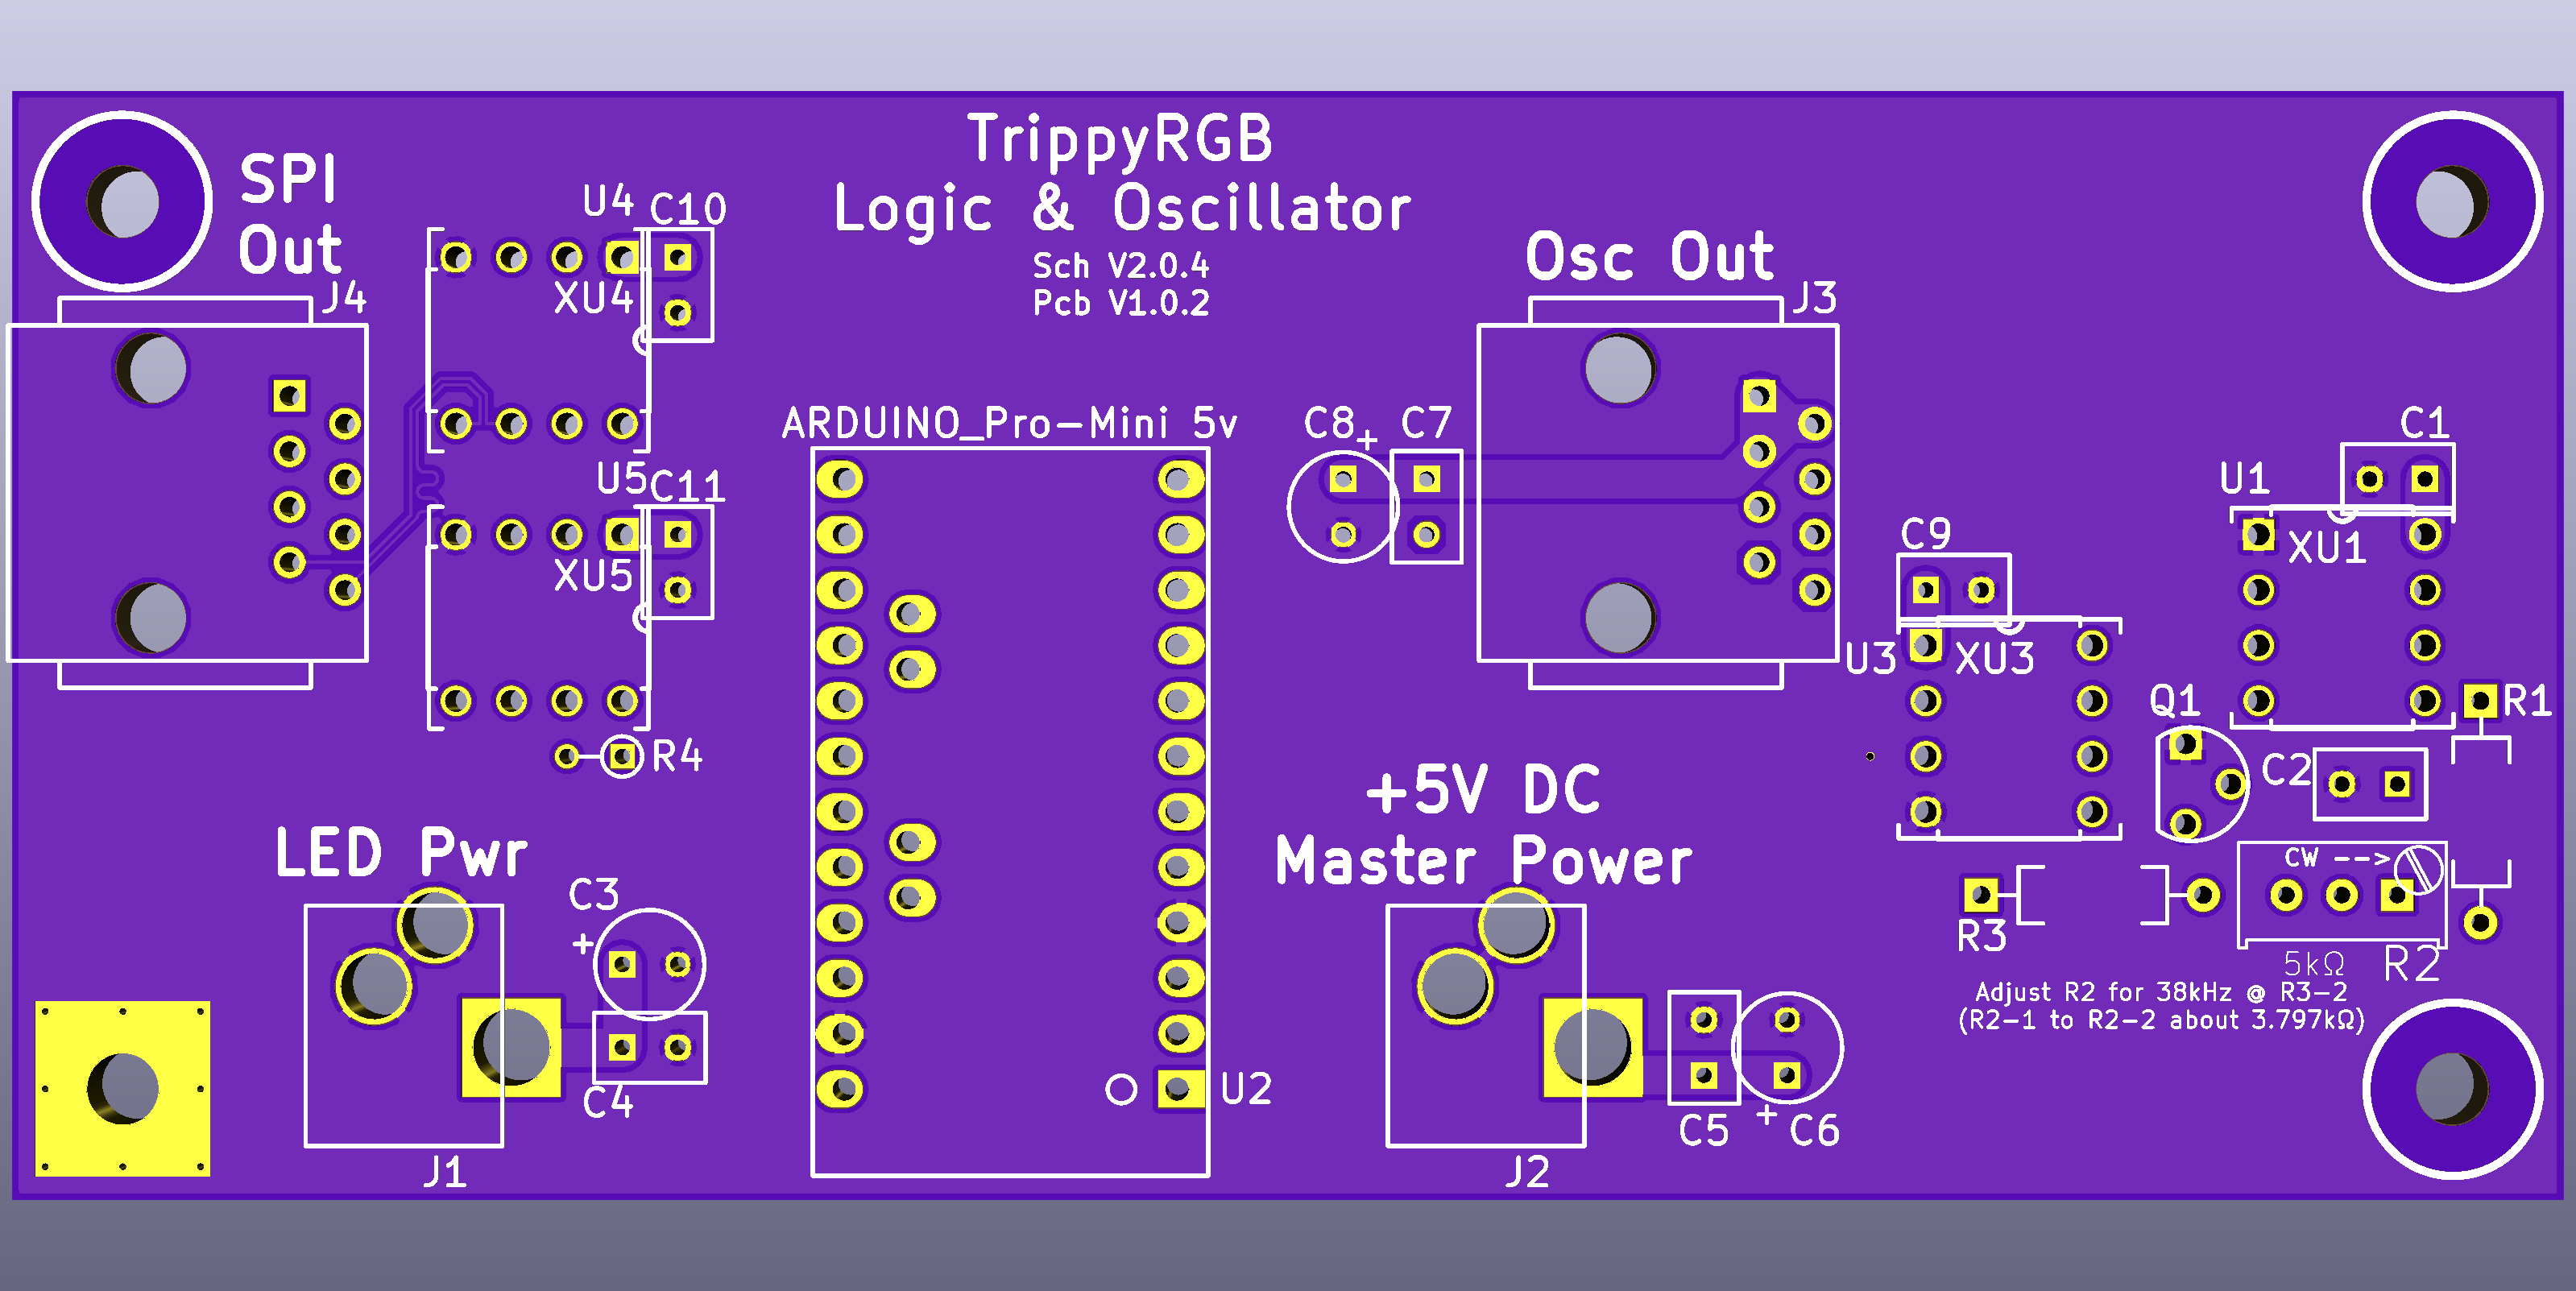 TrippyRGB
Logic & Oscillator
Sch V2.0.4
Pcb V1.0.2
SPI
Out
J4
U4
C10
XU4
U5
C11
XU5
R4
ARDUINO_Pro-Mini 5v
U2
C8
+
C7
Osc Out
J3
C9
U3
XU3
C1
U1
XU1
Q1
R1
C2
CW -->
R3
5kΩ
R2
Adjust R2 for 38kHz @ R3-2
(R2-1 to R2-2 about 3.797kΩ)
LED Pwr
C3
+
C4
J1
+5V DC
Master Power
J2
C5
+
C6